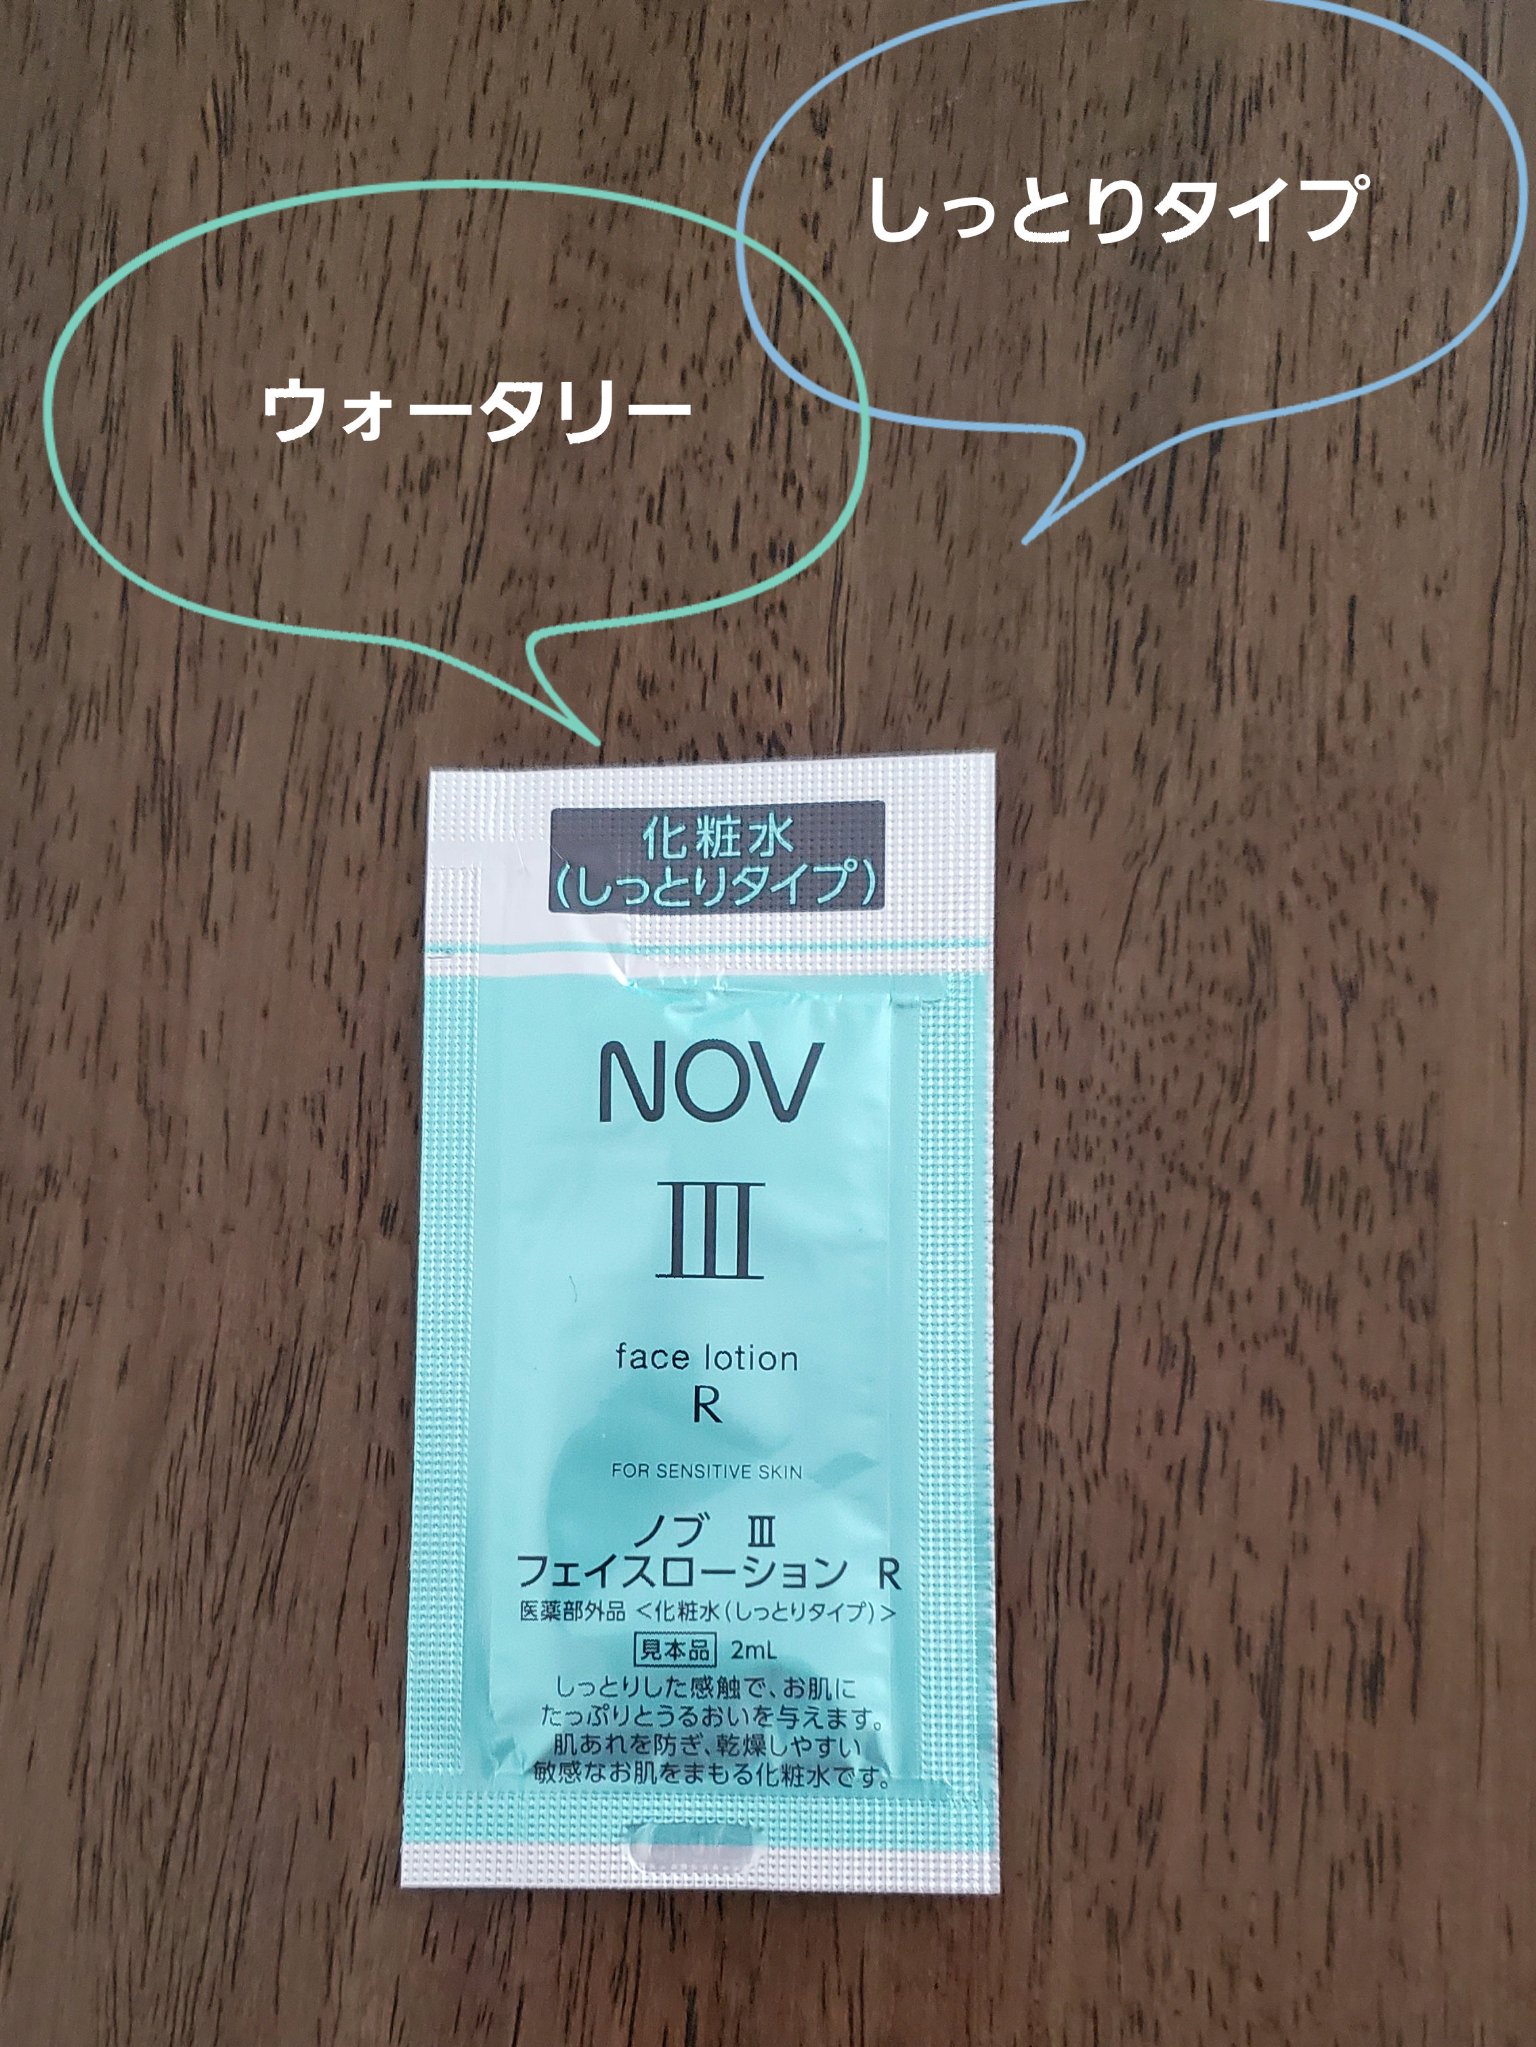 しっとりタイプ
ウォータリー
化粧水
(しっとりタイプ)
NOV
III
face lotion
R
FOR SENSITIVE SKIN
ノブ III
フェイスローション R
医薬部外品 <化粧水(しっとりタイプ)>
見本品 2mL
しっとりした感触で、お肌に
たっぷりとうるおいを与えます。
肌あれを防ぎ、乾燥しやすい
敏感なお肌をまもる化粧水です。